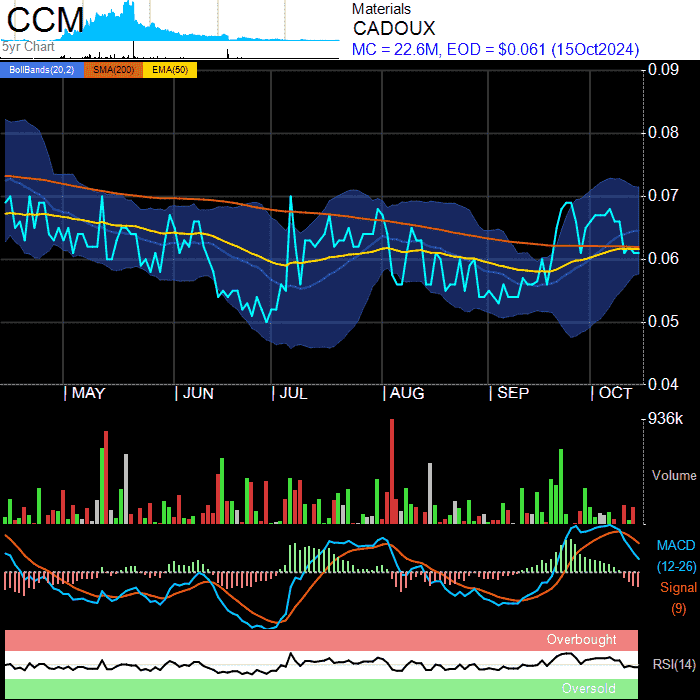 CCM
5yr Chart
Materials
CADOUX
MC = 22.6M, EOD = $0.061 (15Oct2024)
BollBands(20,2) SMA(200) EMA(50)
0.09
0.08
0.07
0.06
0.05
0.04
MAY JUN JUL AUG SEP OCT
936k
Volume
MACD
(12-26)
Signal
(9)
Overbought
RSI(14)
Oversold